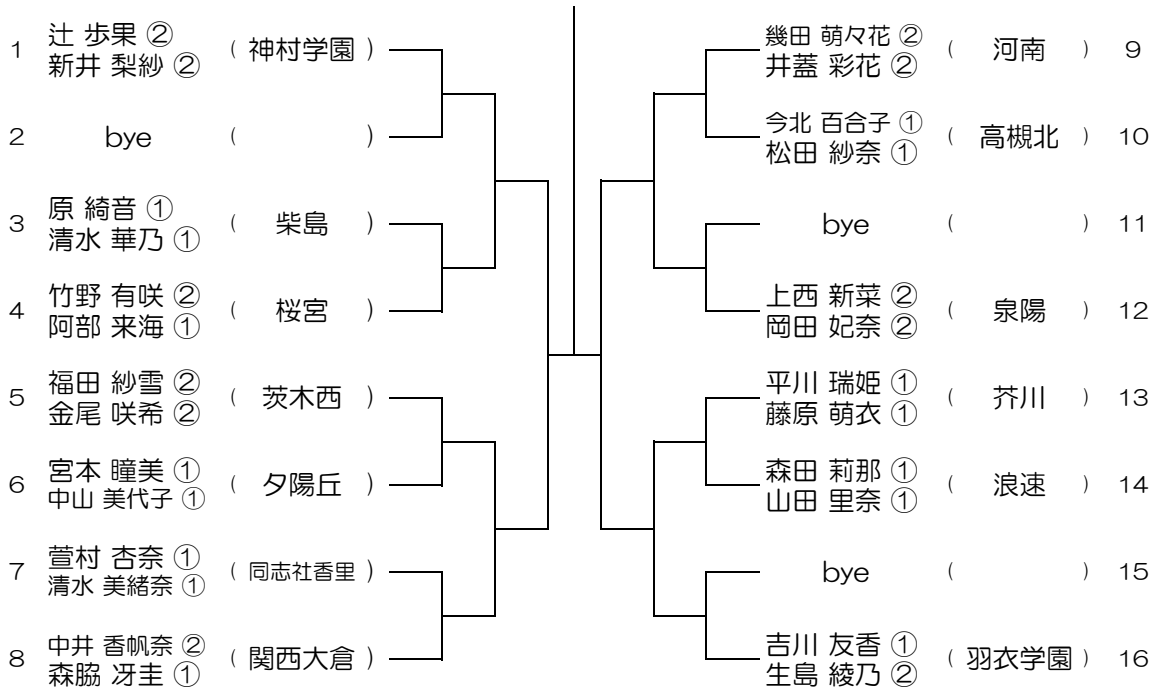 1 辻 歩果 ② ( 神村学園 )
新井 梨紗 ②
2 bye ( )
3 原 綺音 ① ( 柴島 )
清水 華乃 ①
4 竹野 有咲 ② ( 桜宮 )
阿部 来海 ①
5 福田 紗雪 ② ( 茨木西 )
金尾 咲希 ②
6 宮本 瞳美 ① ( 夕陽丘 )
中山 美代子 ①
7 萱村 杏奈 ① ( 同志社香里 )
清水 美緒奈 ①
8 中井 香帆奈 ② ( 関西大倉 )
森脇 冴圭 ①
幾田 萌々花 ② ( 河南 ) 9
井蓋 彩花 ②
今北 百合子 ① ( 高槻北 ) 10
松田 紗奈 ①
bye ( ) 11
上西 新菜 ② ( 泉陽 ) 12
岡田 妃奈 ②
平川 瑞姫 ① ( 芥川 ) 13
藤原 萌衣 ①
森田 莉那 ① ( 浪速 ) 14
山田 里奈 ①
bye ( ) 15
吉川 友香 ① ( 羽衣学園 ) 16
生島 綾乃 ②